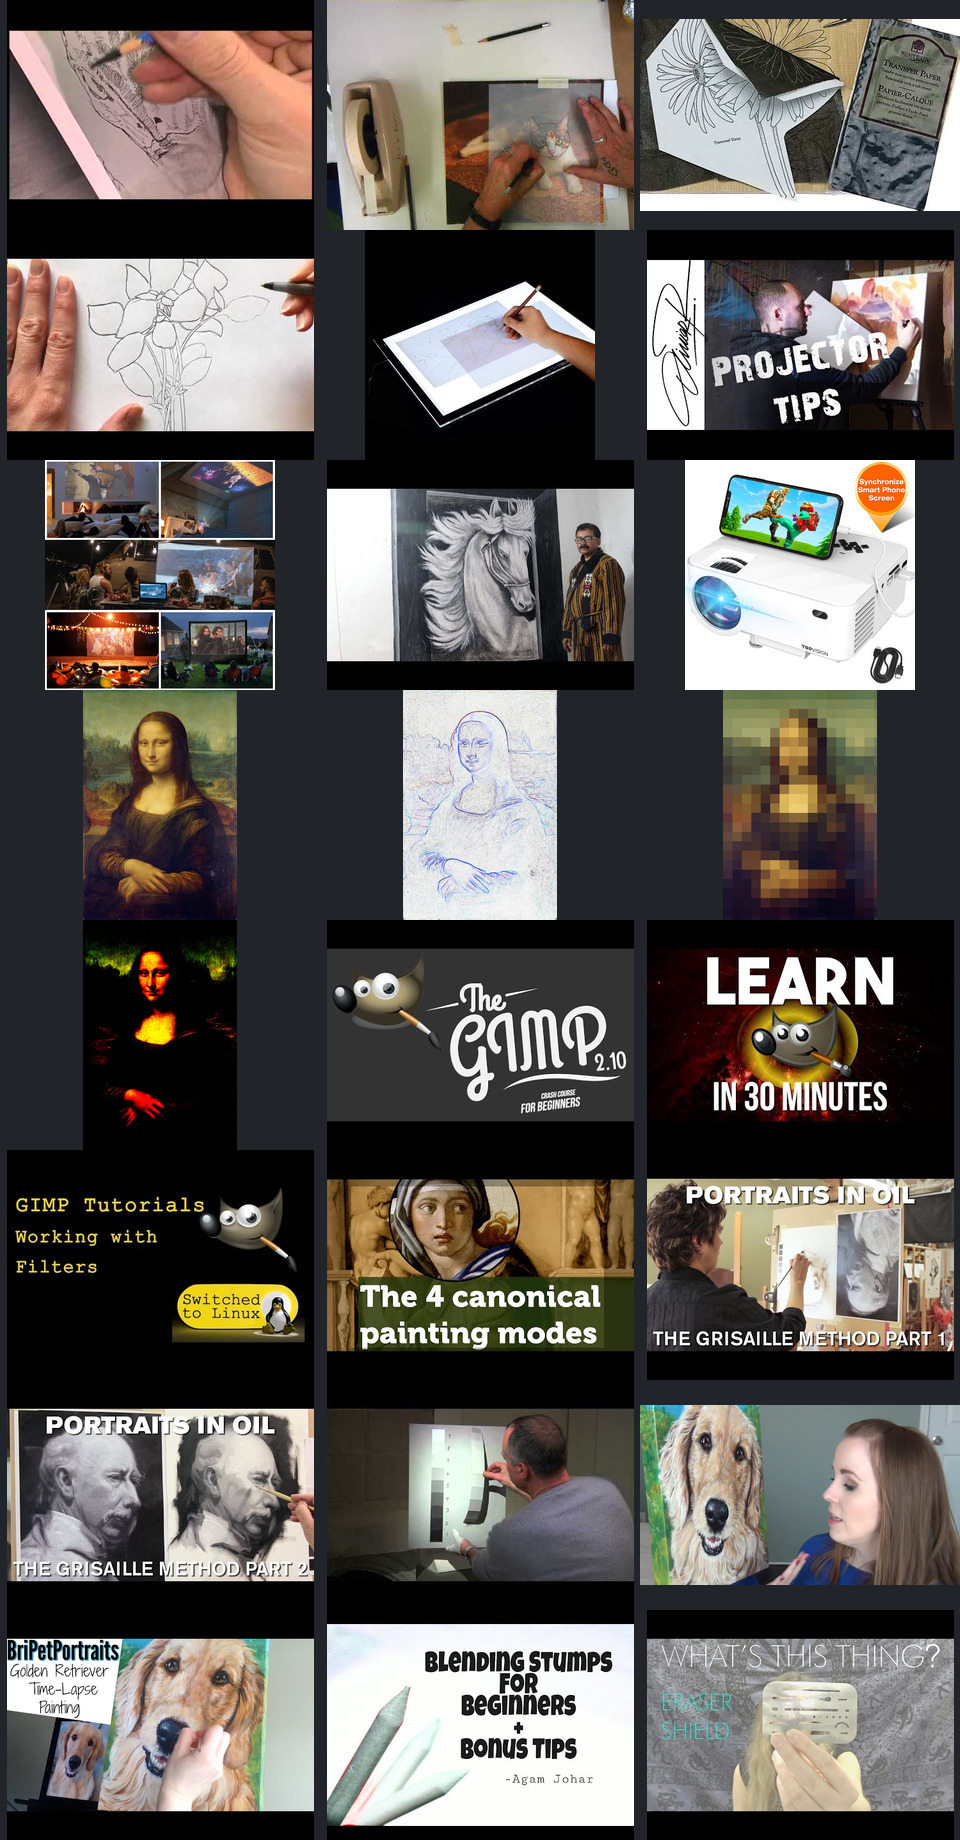 TRANSFER PAPER
PAPIER-CALQUE
PROJECTOR
TIPS
Synchronize
Smart Phone
Screen
TOPVISION
The
GIMP 2.10
CRASH COURSE
FOR BEGINNERS
LEARN
IN 30 MINUTES
GIMP Tutorials
Working with
Filters
Switched
to Linux
The 4 canonical
painting modes
PORTRAITS IN OIL
THE GRISAILLE METHOD PART 1
PORTRAITS IN OIL
THE GRISAILLE METHOD PART 2
BriPetPortraits
Golden Retriever
Time-Lapse
Painting
BLENDING STUMPS
FOR
BEGINNERS
+
BONUS TIPS
-Agam Johar
WHAT'S THIS THING?
ERASER
SHIELD